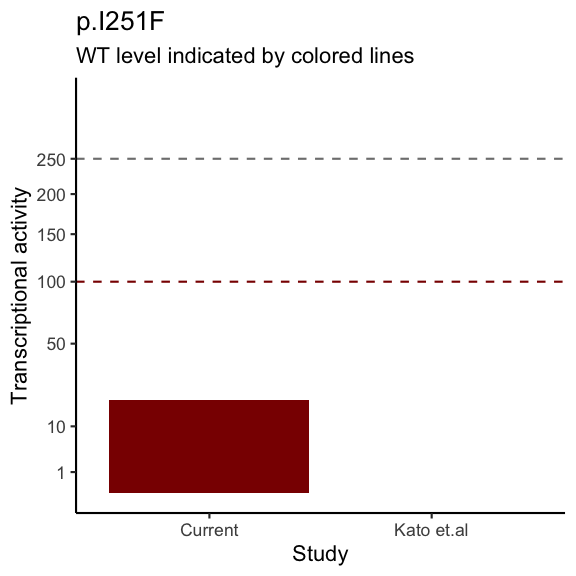 p.I251F
WT level indicated by colored lines
Transcriptional activity
250
200
150
100
50
10
1
Current
Kato et.al
Study